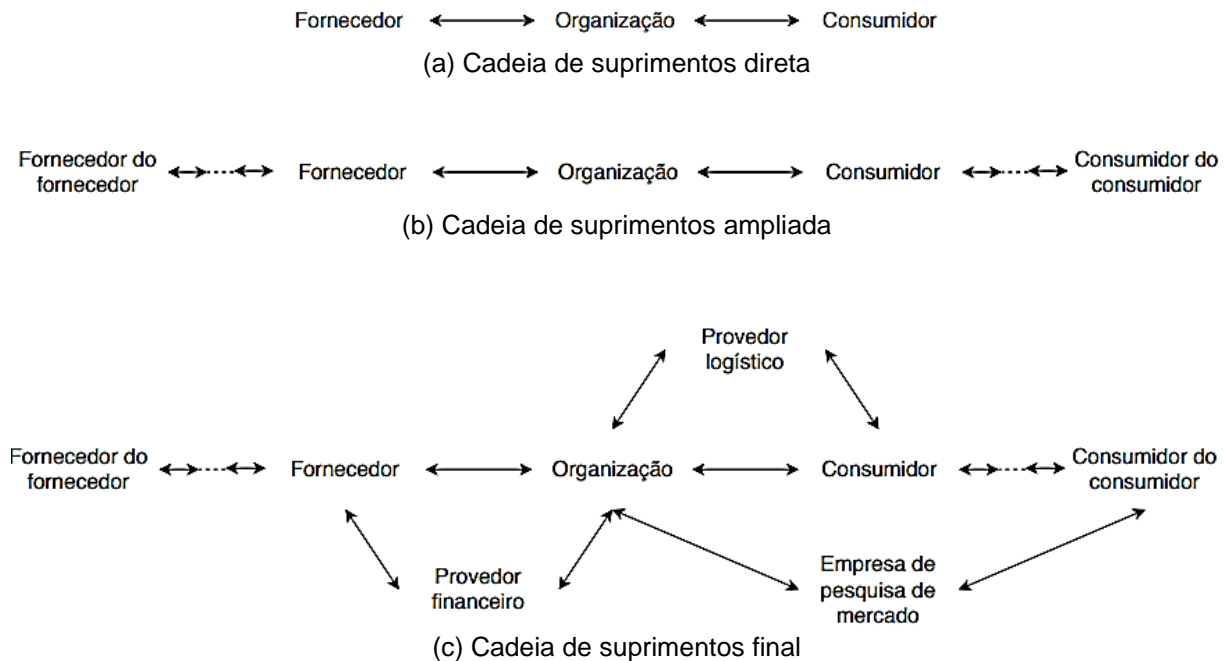 Fornecedor Organização Consumidor
(a) Cadeia de suprimentos direta
Fornecedor do
fornecedor
Fornecedor Organização Consumidor
Consumidor do
consumidor
(b) Cadeia de suprimentos ampliada
Provedor
logístico
Fornecedor do
fornecedor
Fornecedor Organização Consumidor
Consumidor do
consumidor
Provedor
financeiro
Empresa de
pesquisa de
mercado
(c) Cadeia de suprimentos final